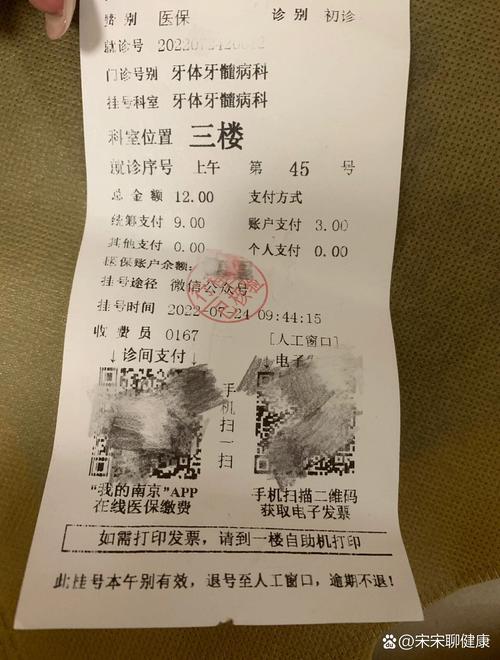 费别 医保 诊别 初诊
就诊号
门诊号别 牙体牙髓病科
挂号科室 牙体牙髓病科
科室位置 三楼
就诊序号 上午 第 45 号
总金额 12.00 支付方式
统筹支付 9.00 账户支付 3.00
其他支付 0.00 个人支付 0.00
医保账户余额:
挂号途径 微信公众号
挂号时间 2022-07-24 09:44:15
收费员 0167 [人工窗口]
↓诊间支付↓ ↓电子
手机扫一扫
“我的南京”APP 手机扫描二维码
在线医保缴费 获取电子发票
如需打印发票,请到一楼自助机打印
此挂号本午别有效,退号至人工窗口,逾期不退!
宋宋聊健康